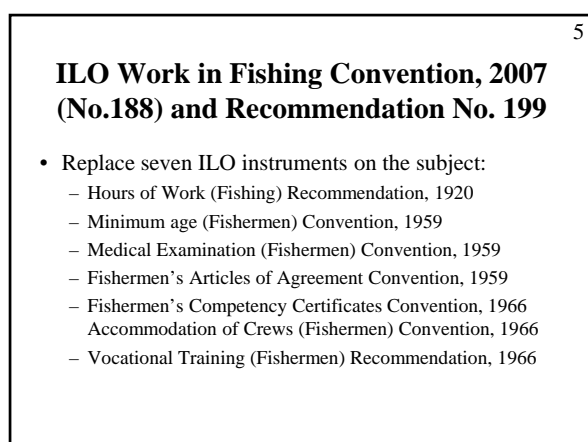 5
ILO Work in Fishing Convention, 2007
(No.188) and Recommendation No. 199
• Replace seven ILO instruments on the subject:
– Hours of Work (Fishing) Recommendation, 1920
– Minimum age (Fishermen) Convention, 1959
– Medical Examination (Fishermen) Convention, 1959
– Fishermen's Articles of Agreement Convention, 1959
– Fishermen's Competency Certificates Convention, 1966
Accommodation of Crews (Fishermen) Convention, 1966
– Vocational Training (Fishermen) Recommendation, 1966